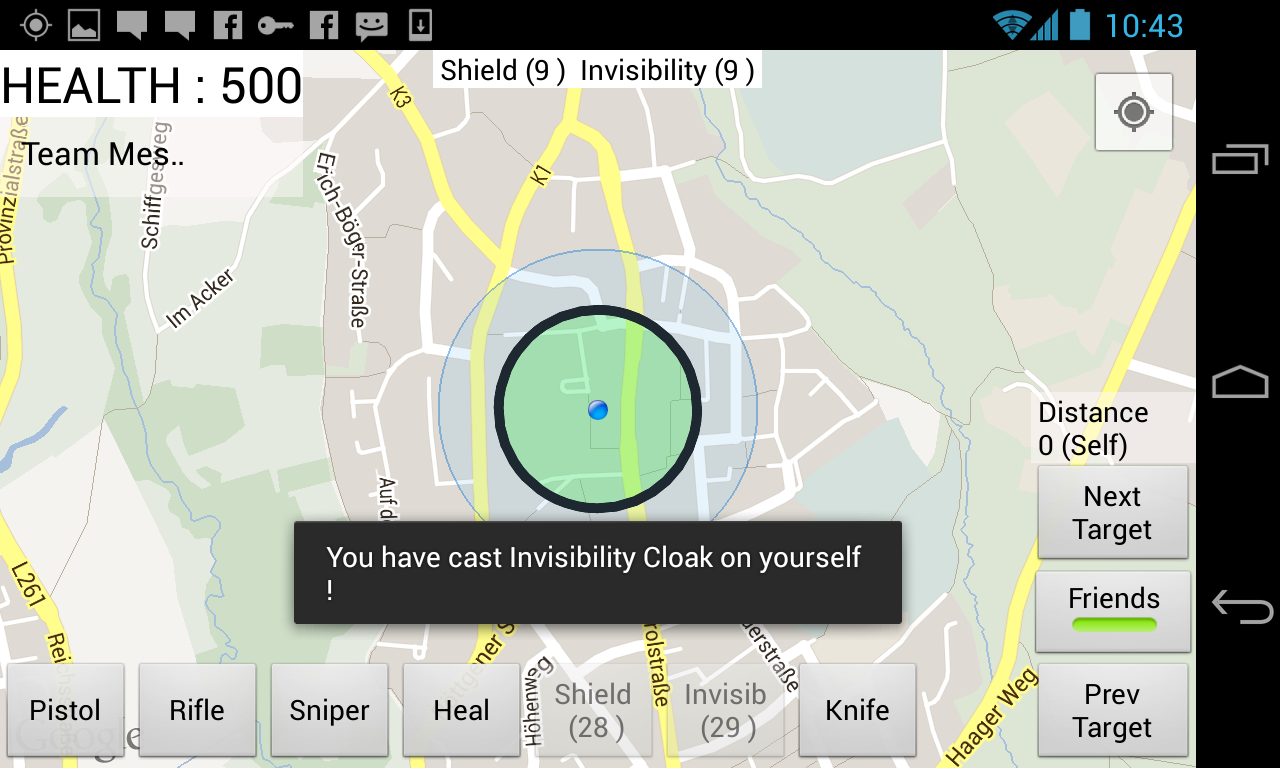 10:43
HEALTH : 500
Shield (9 ) Invisibility (9 )
Team Mes..
K3
K1
Provinzialstraße
Schiffgesweg
Erich-Böger-Straße
Im Acker
Distance
0 (Self)
Next
Target
Auf d
You have cast Invisibility Cloak on yourself
!
L261
Friends
Höhenweg
Haager Weg
Pistol
Rifle
Sniper
Heal
Shield
(28 )
Invisib
(29 )
Knife
Prev
Target
Google